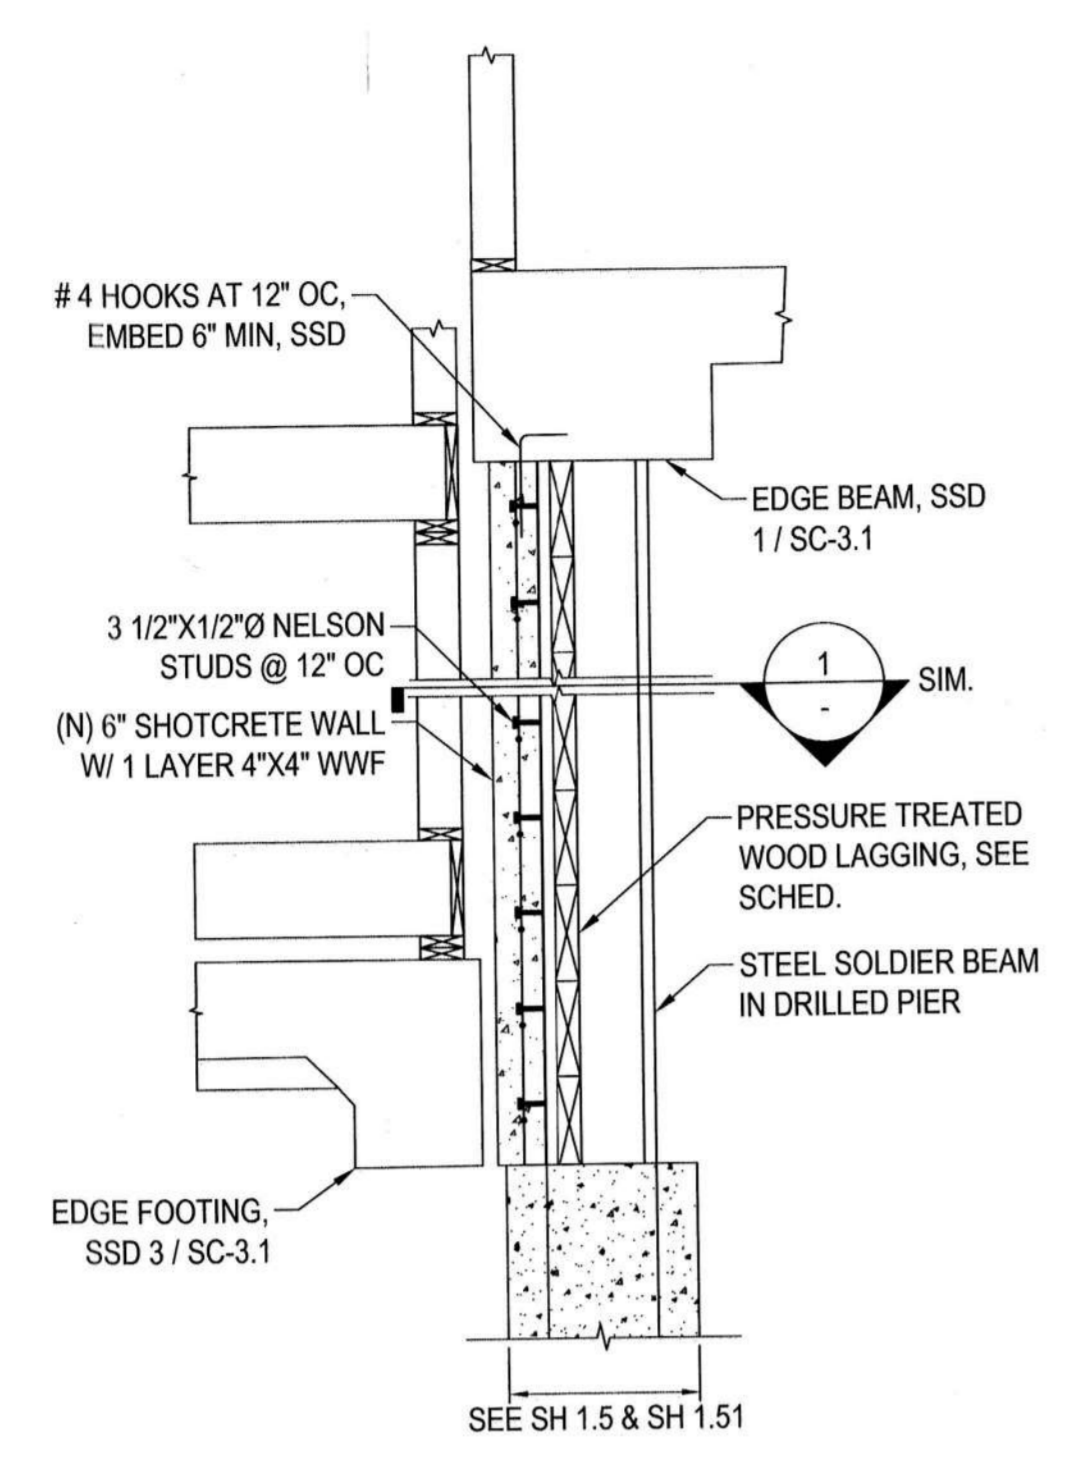 # 4 HOOKS AT 12" OC,
EMBED 6" MIN, SSD
EDGE BEAM, SSD
1 / SC-3.1
3 1/2"X1/2"Ø NELSON
STUDS @ 12" OC
1
-
SIM.
(N) 6" SHOTCRETE WALL
W/ 1 LAYER 4"X4" WWF
PRESSURE TREATED
WOOD LAGGING, SEE
SCHED.
STEEL SOLDIER BEAM
IN DRILLED PIER
EDGE FOOTING,
SSD 3 / SC-3.1
SEE SH 1.5 & SH 1.51